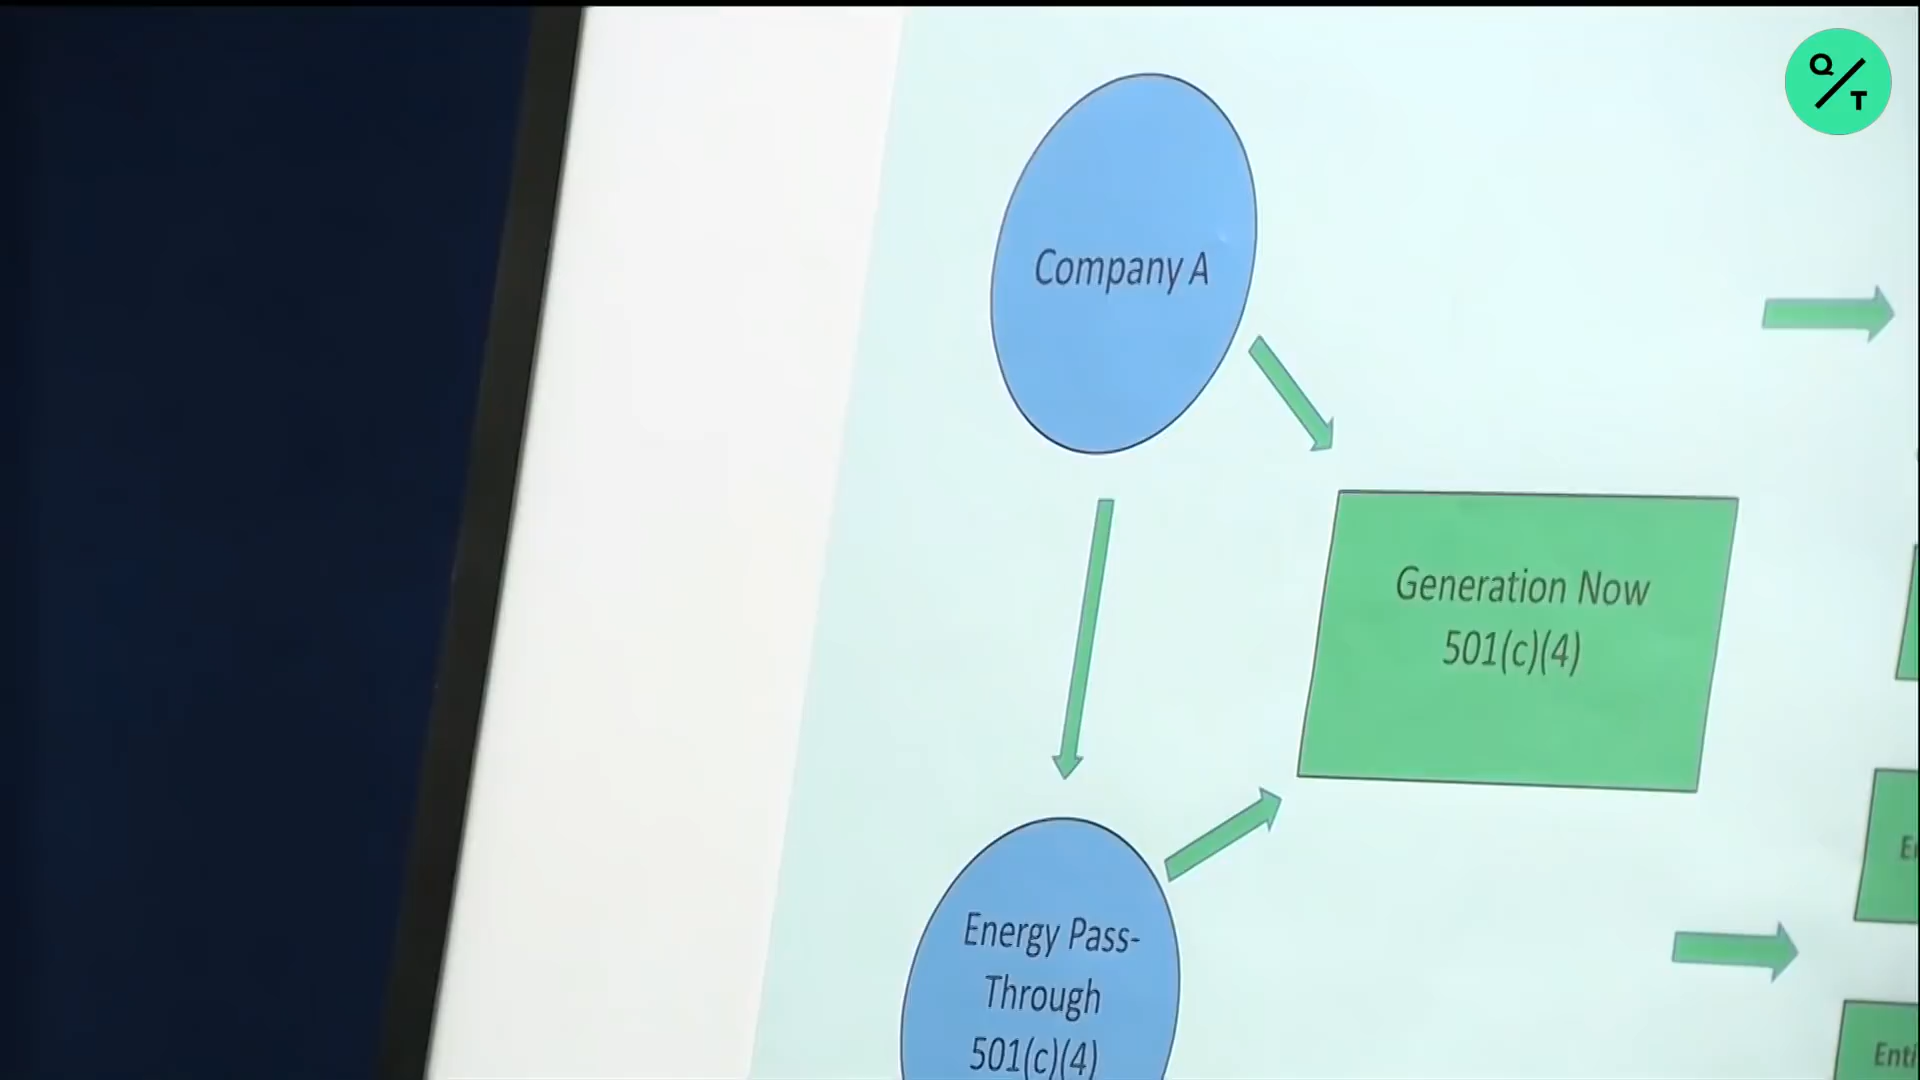 Q/T
Company A
Generation Now
501(c)(4)
Energy Pass-
Through
501(c)(4)